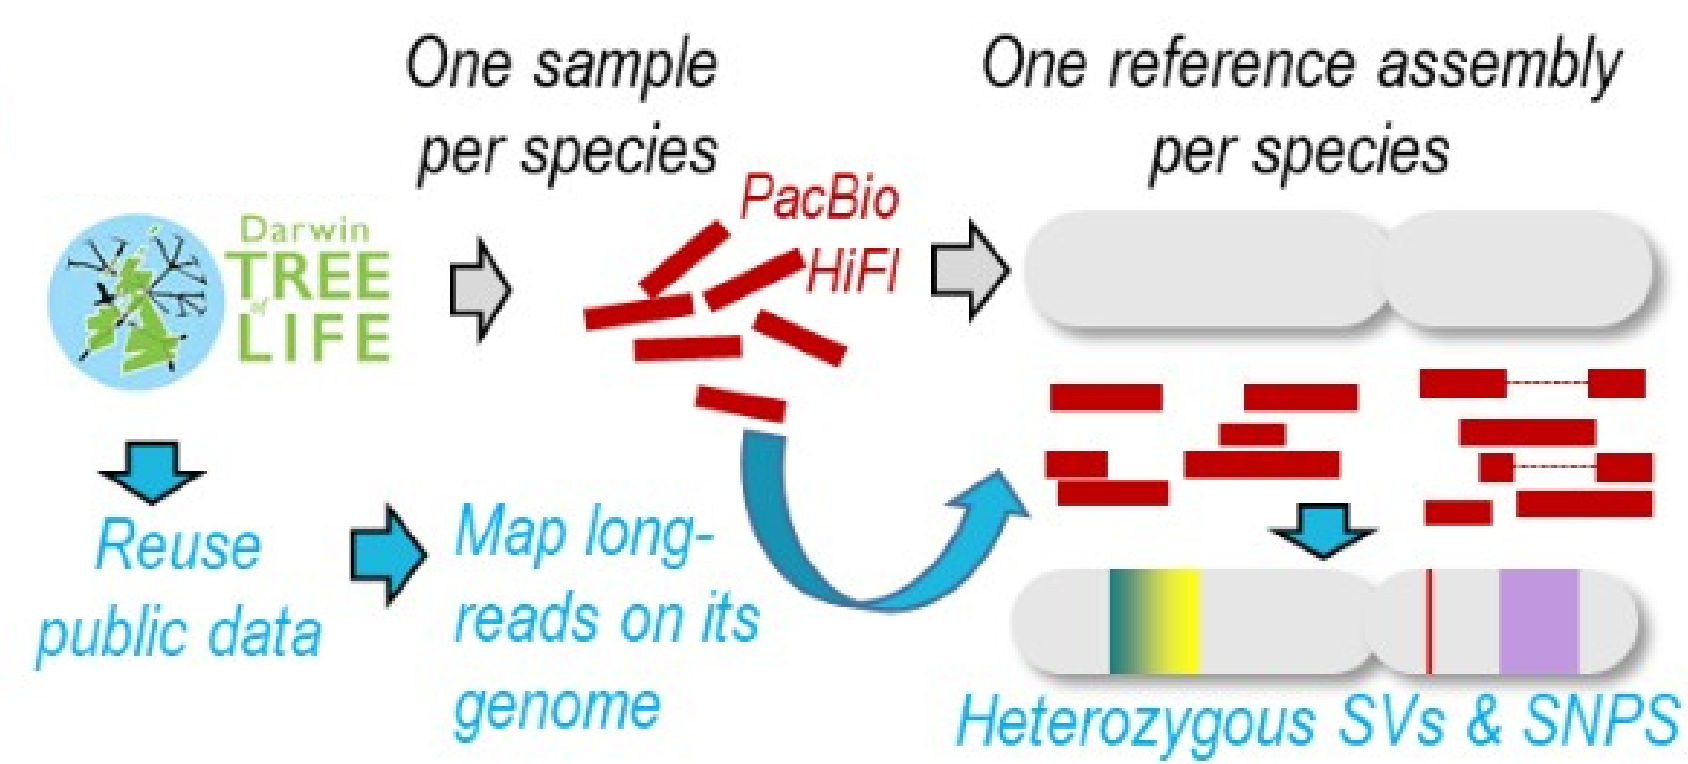 One sample
per species
One reference assembly
per species
PacBio
HiFI
Darwin
TREE
of
LIFE
Reuse
public data
Map long-
reads on its
genome
Heterozygous SVs & SNPS